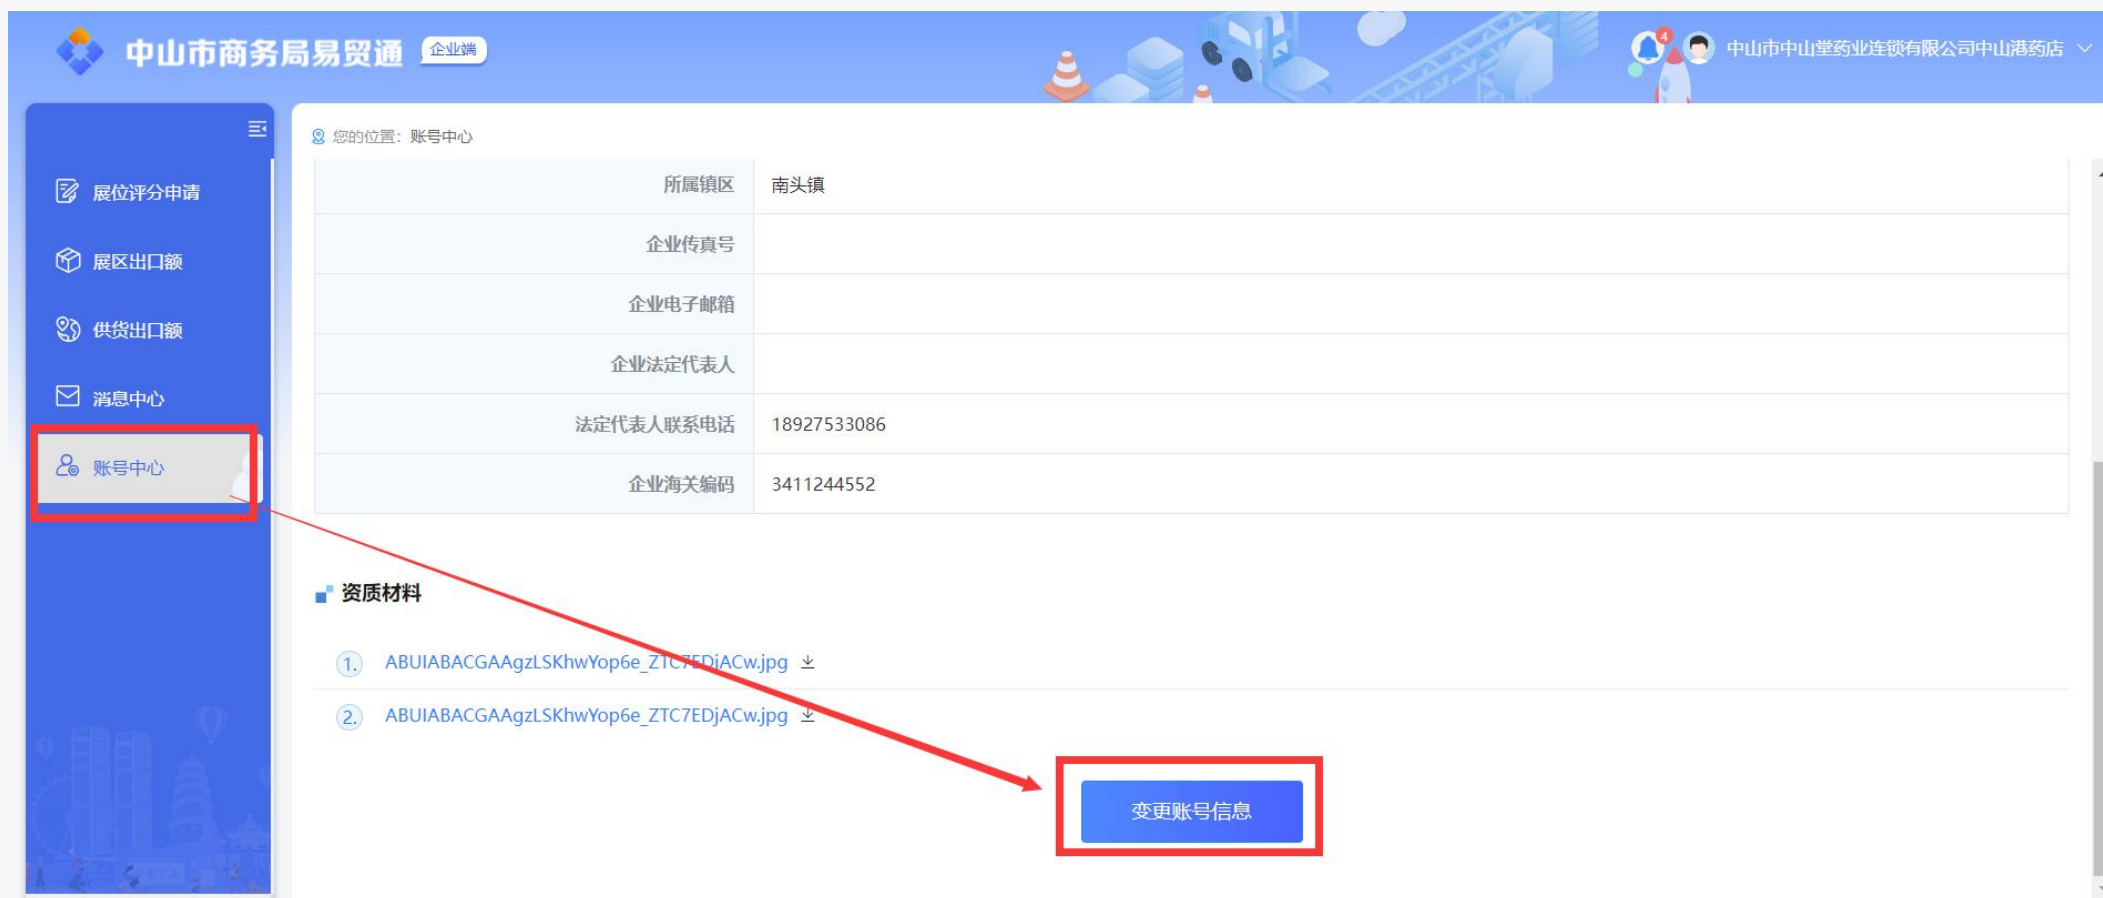 中山市商务局易贸通 企业端
4 中山市中山堂药业连锁有限公司中山港药店
您的位置：账号中心
展位评分申请
展区出口额
供货出口额
消息中心
账号中心
所属镇区 南头镇
企业传真号
企业电子邮箱
企业法定代表人
法定代表人联系电话 18927533086
企业海关编码 3411244552
资质材料
1. ABUIABACGAAgzLSKhwYop6e_ZTC7EDjACw.jpg
2. ABUIABACGAAgzLSKhwYop6e_ZTC7EDjACw.jpg
变更账号信息